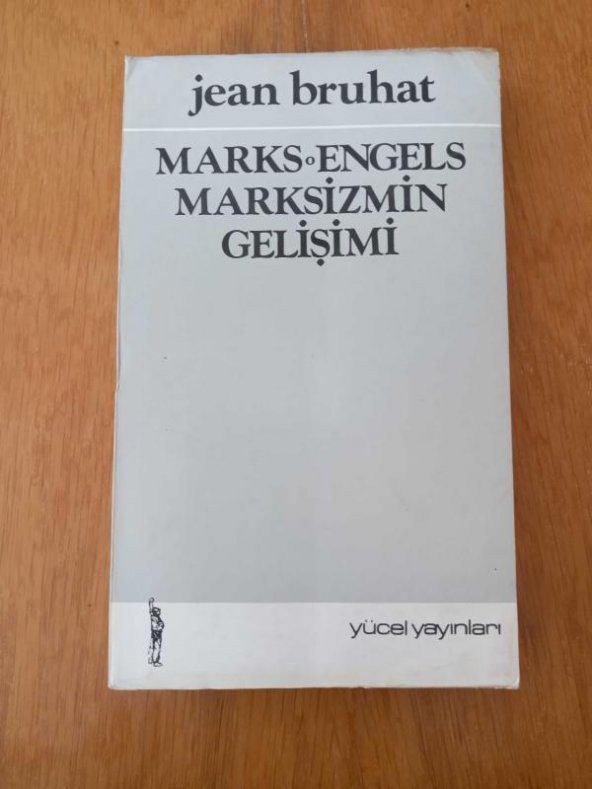 jean bruhat
MARKS◦ENGELS
MARKSİZMİN
GELİŞİMİ
yücel yayınları